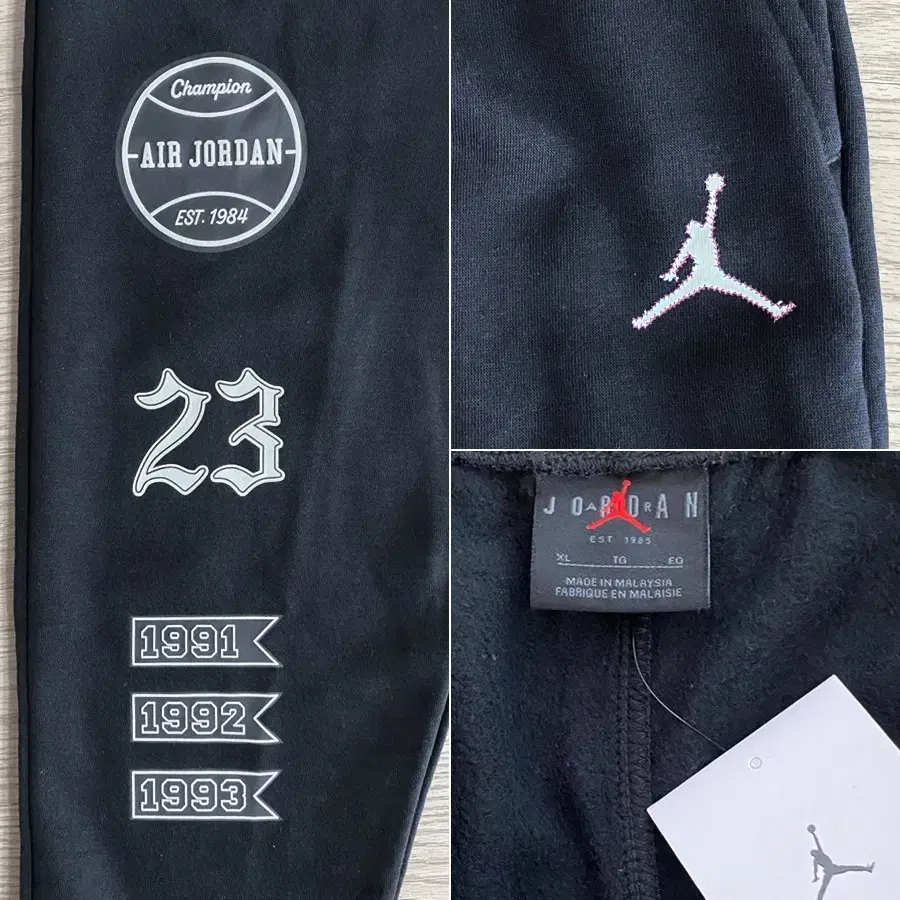 Champion
AIR JORDAN
EST. 1984
23
1991
1992
1993
JORDAN
AIR
EST 1985
XL TG EG
MADE IN MALAYSIA
FABRIQUE EN MALAISIE